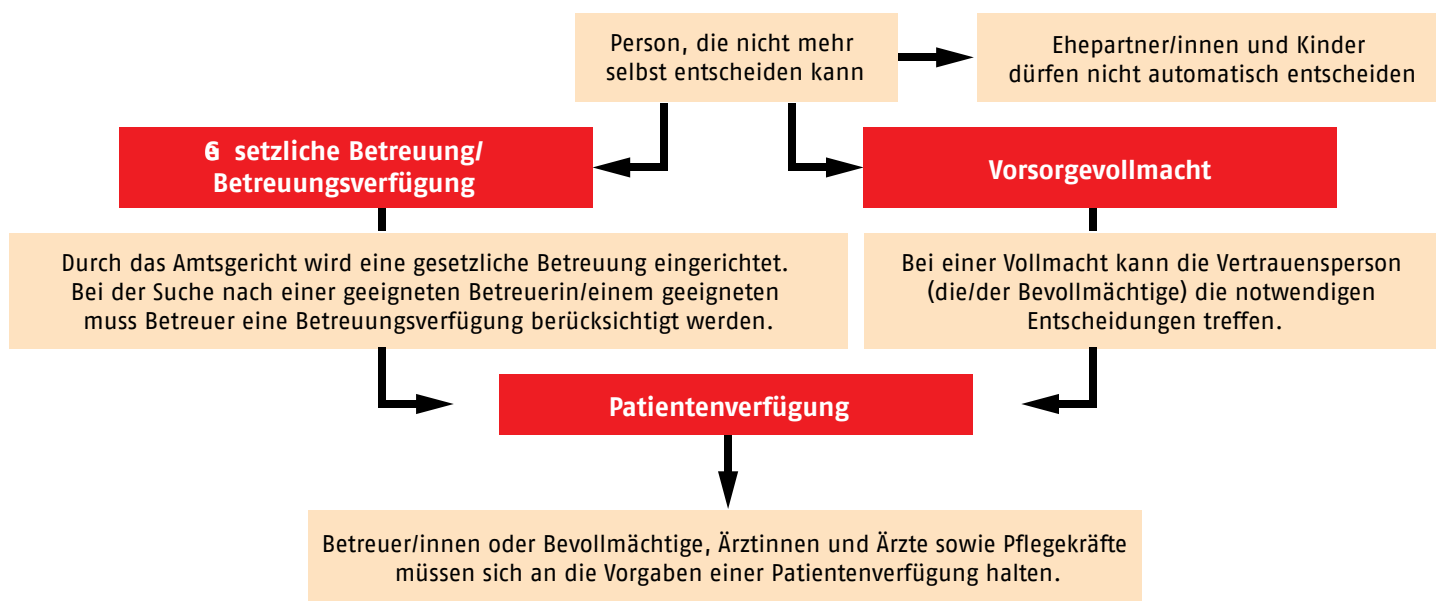 Person, die nicht mehr
selbst entscheiden kann
Ehepartner/innen und Kinder
dürfen nicht automatisch entscheiden
setzliche Betreuung/
Betreuungsverfügung
Vorsorgevollmacht
Durch das Amtsgericht wird eine gesetzliche Betreuung eingerichtet.
Bei der Suche nach einer geeigneten Betreuerin/einem geeigneten
muss Betreuer eine Betreuungsverfügung berücksichtigt werden.
Bei einer Vollmacht kann die Vertrauensperson
(die/der Bevollmächtige) die notwendigen
Entscheidungen treffen.
Patientenverfügung
Betreuer/innen oder Bevollmächtige, Ärztinnen und Ärzte sowie Pflegekräfte
müssen sich an die Vorgaben einer Patientenverfügung halten.